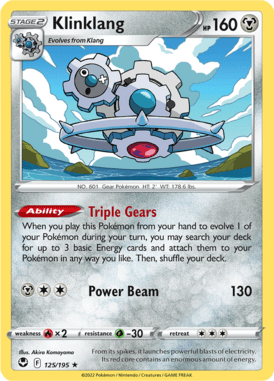 STAGE 2
Klinklang
HP 160
Evolves from Klang
NO. 601 Gear Pokémon HT: 2' WT: 178.6 lbs.
Ability Triple Gears
When you play this Pokémon from your hand to evolve 1 of
your Pokémon during your turn, you may search your deck
for up to 3 basic Energy cards and attach them to your
Pokémon in any way you like. Then, shuffle your deck.
Power Beam 130
weakness ×2 resistance -30 retreat
Illus. Akira Komayama
125/195 ★
From its spikes, it launches powerful blasts of electricity.
Its red core contains an enormous amount of energy.
©2022 Pokémon / Nintendo / Creatures / GAME FREAK